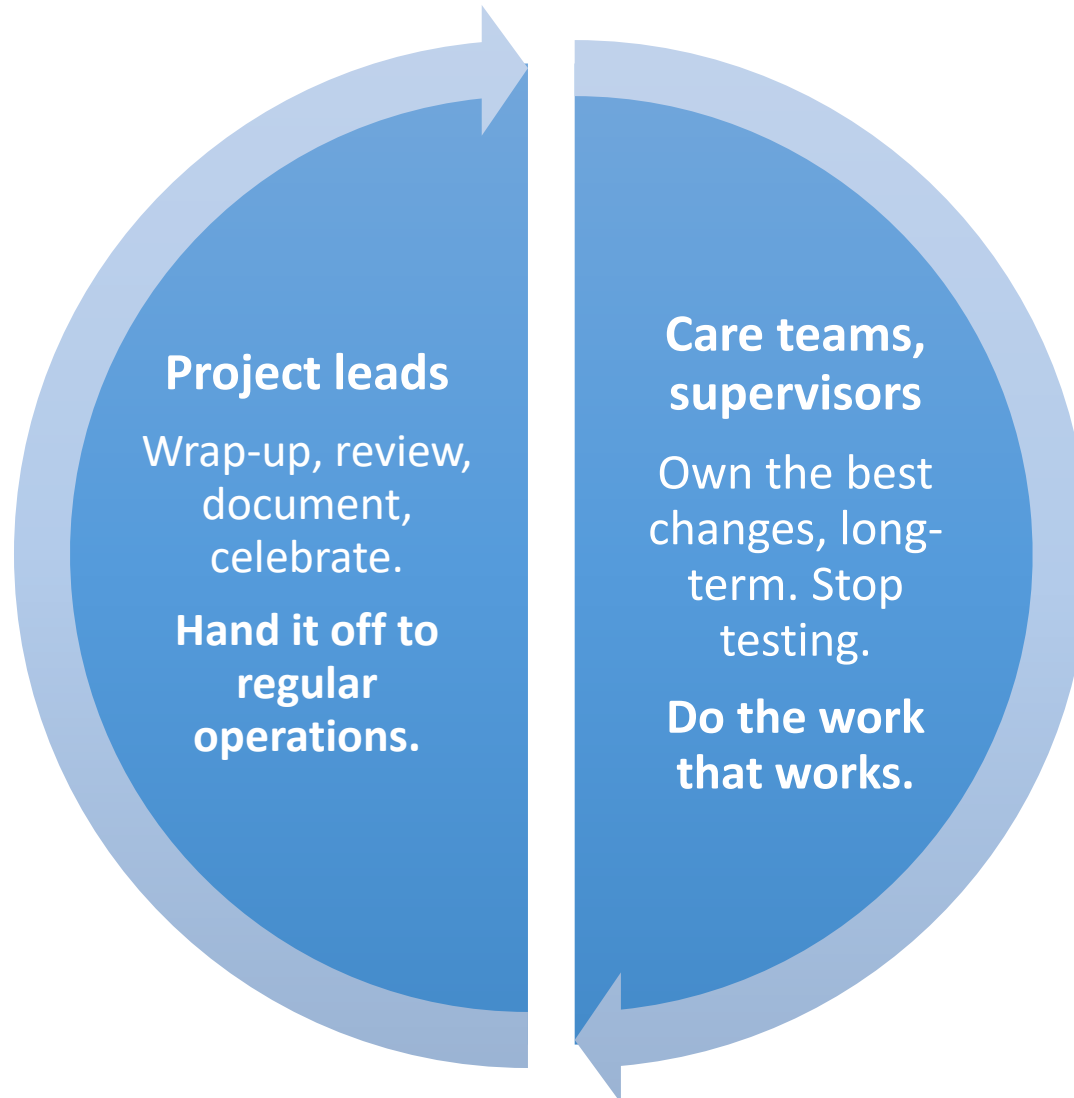 Project leads
Wrap-up, review,
document,
celebrate.
Hand it off to
regular
operations.
Care teams,
supervisors
Own the best
changes, long-
term. Stop
testing.
Do the work
that works.